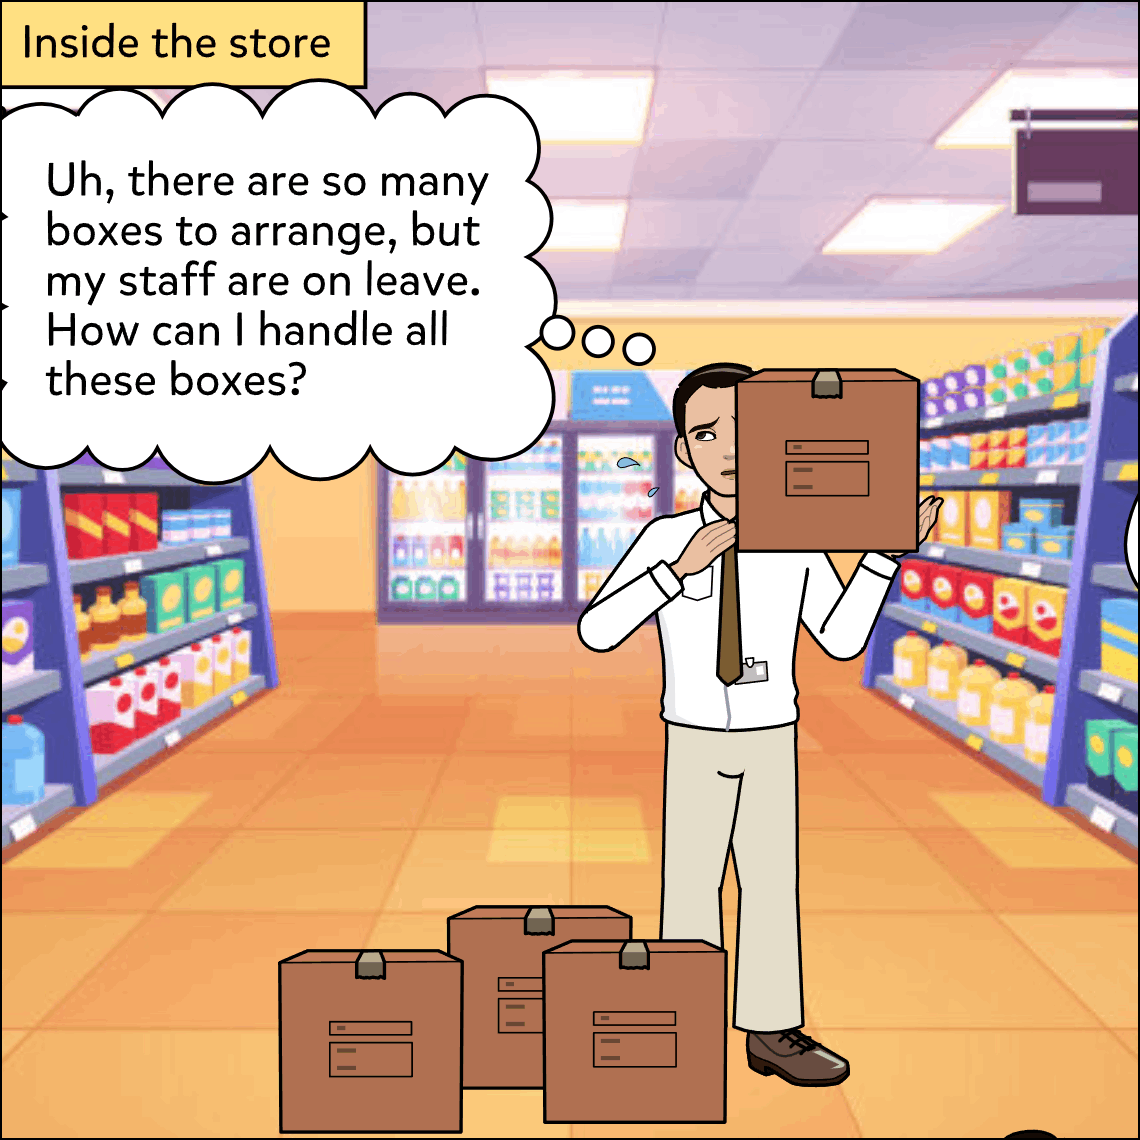 Inside the store
Uh, there are so many
boxes to arrange, but
my staff are on leave.
How can I handle all
these boxes?